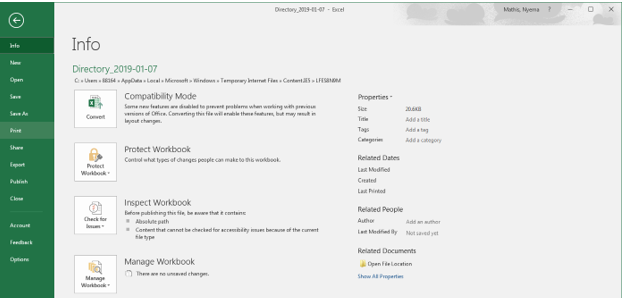 Directory_2019-01-07 - Excel
Mathis, Nyema ?
Info
New
Open
Save
Save As
Print
Share
Export
Publish
Close
Account
Feedback
Options
Info
Directory_2019-01-07
C: » Users » 88164 » AppData » Local » Microsoft » Windows » Temporary Internet Files » Content.IE5 »
Convert
Compatibility Mode
Some new features are disabled to prevent problems when working with previous
versions of Office. Converting this file will enable these features, but may result in
layout changes.
Protect
Workbook
Protect Workbook
Control what types of changes people can make to this workbook.
Check for
Issues
Inspect Workbook
Before publishing this file, be aware that it contains:
Absolute path
Content that cannot be checked for accessibility issues because of the current
file type
Manage
Workbook
Manage Workbook
There are no unsaved changes.
Properties
Size 20.6KB
Title Add a title
Tags Add a tag
Categories Add a category
Related Dates
Last Modified
Created
Last Printed
Related People
Author Add an author
Last Modified By Not saved yet
Related Documents
Open File Location
Show All Properties